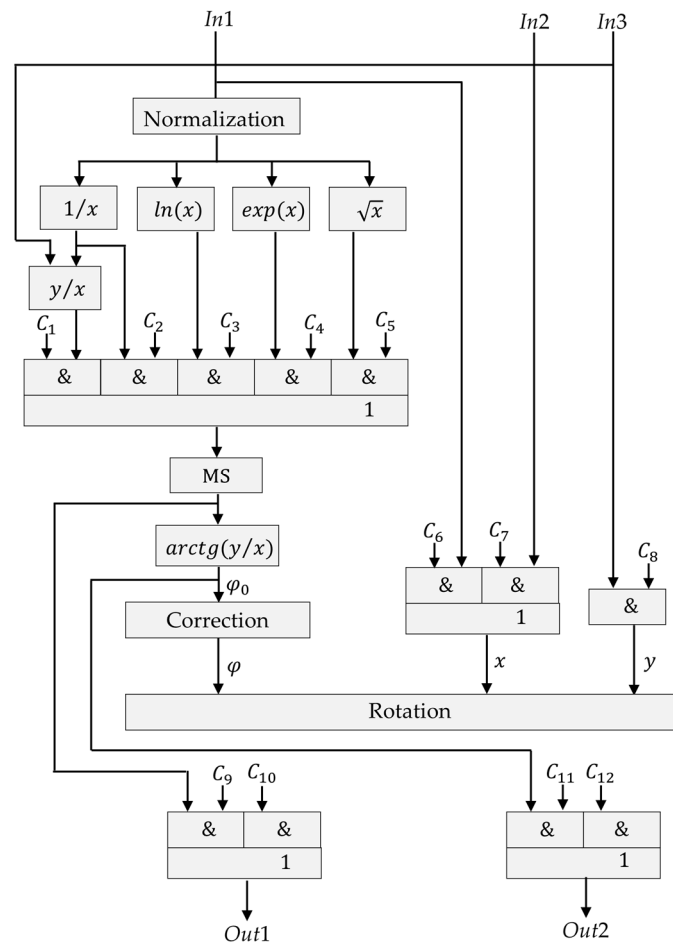 In1 In2 In3
Normalization
1/x ln(x) exp(x) √x
y/x
C₁ C₂ C₃ C₄ C₅
& & & & &
1
MS
arctg(y/x)
C₆ C₇ C₈
φ₀
& & &
Correction
1
φ x y
Rotation
C₉ C₁₀ C₁₁ C₁₂
& & & &
1 1
Out1 Out2